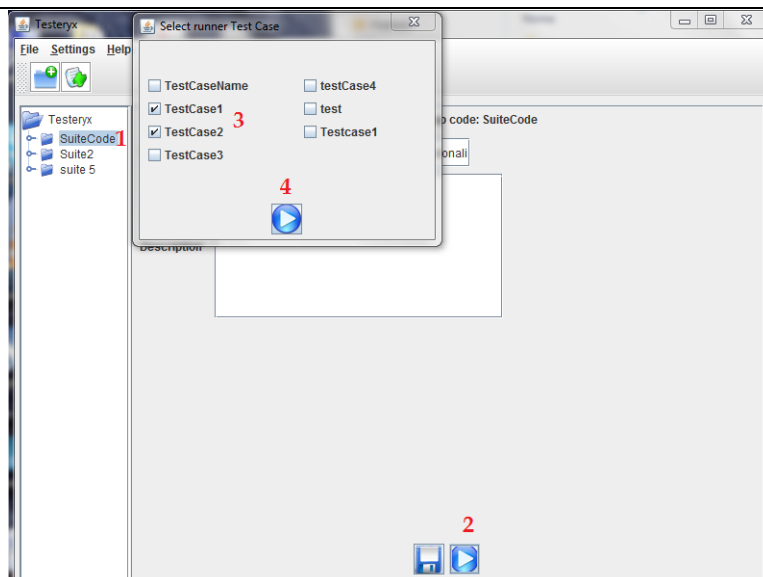 Testeryx
Select runner Test Case
File Settings Help
TestCaseName
testCase4
TestCase1
3
test
TestCase2
Testcase1
TestCase3
4
Testeryx
SuiteCode 1
Suite2
suite 5
code: SuiteCode
onali
Description
2